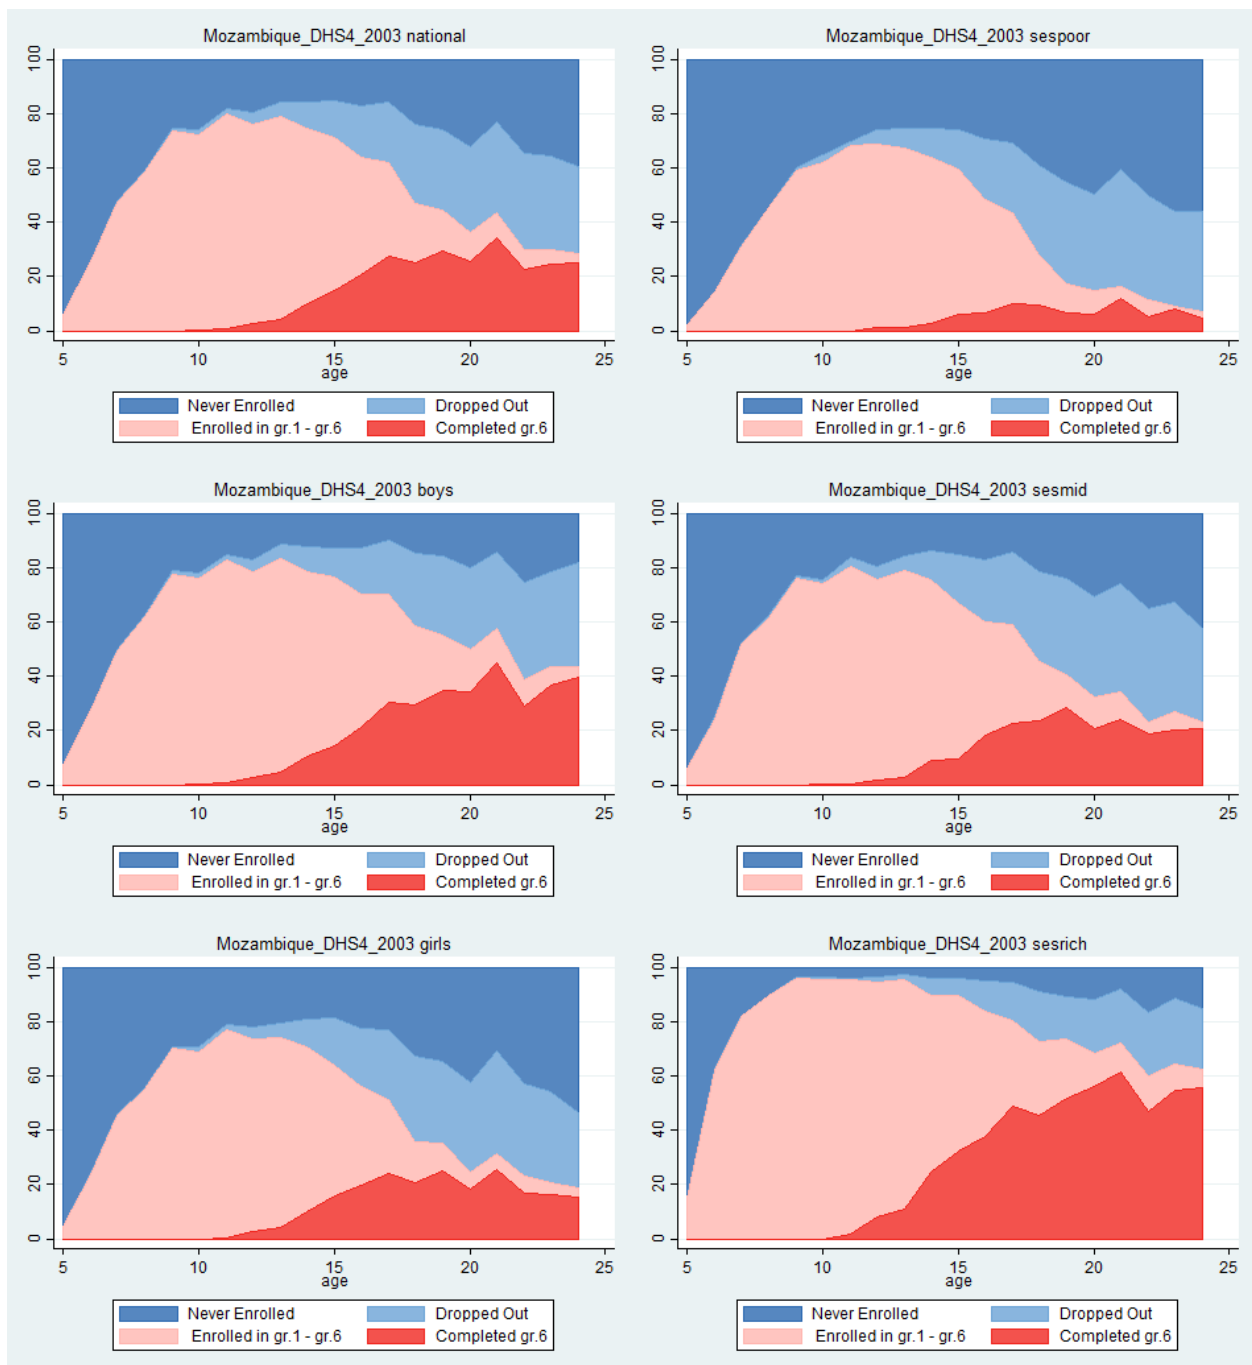 Mozambique_DHS4_2003 national
100
80
60
40
20
0
5 10 15 20 25
age
Never Enrolled Dropped Out
Enrolled in gr.1 - gr.6 Completed gr.6
Mozambique_DHS4_2003 sespoor
100
80
60
40
20
0
5 10 15 20 25
age
Never Enrolled Dropped Out
Enrolled in gr.1 - gr.6 Completed gr.6
Mozambique_DHS4_2003 boys
100
80
60
40
20
0
5 10 15 20 25
age
Never Enrolled Dropped Out
Enrolled in gr.1 - gr.6 Completed gr.6
Mozambique_DHS4_2003 sesmid
100
80
60
40
20
0
5 10 15 20 25
age
Never Enrolled Dropped Out
Enrolled in gr.1 - gr.6 Completed gr.6
Mozambique_DHS4_2003 girls
100
80
60
40
20
0
5 10 15 20 25
age
Never Enrolled Dropped Out
Enrolled in gr.1 - gr.6 Completed gr.6
Mozambique_DHS4_2003 sesrich
100
80
60
40
20
0
5 10 15 20 25
age
Never Enrolled Dropped Out
Enrolled in gr.1 - gr.6 Completed gr.6